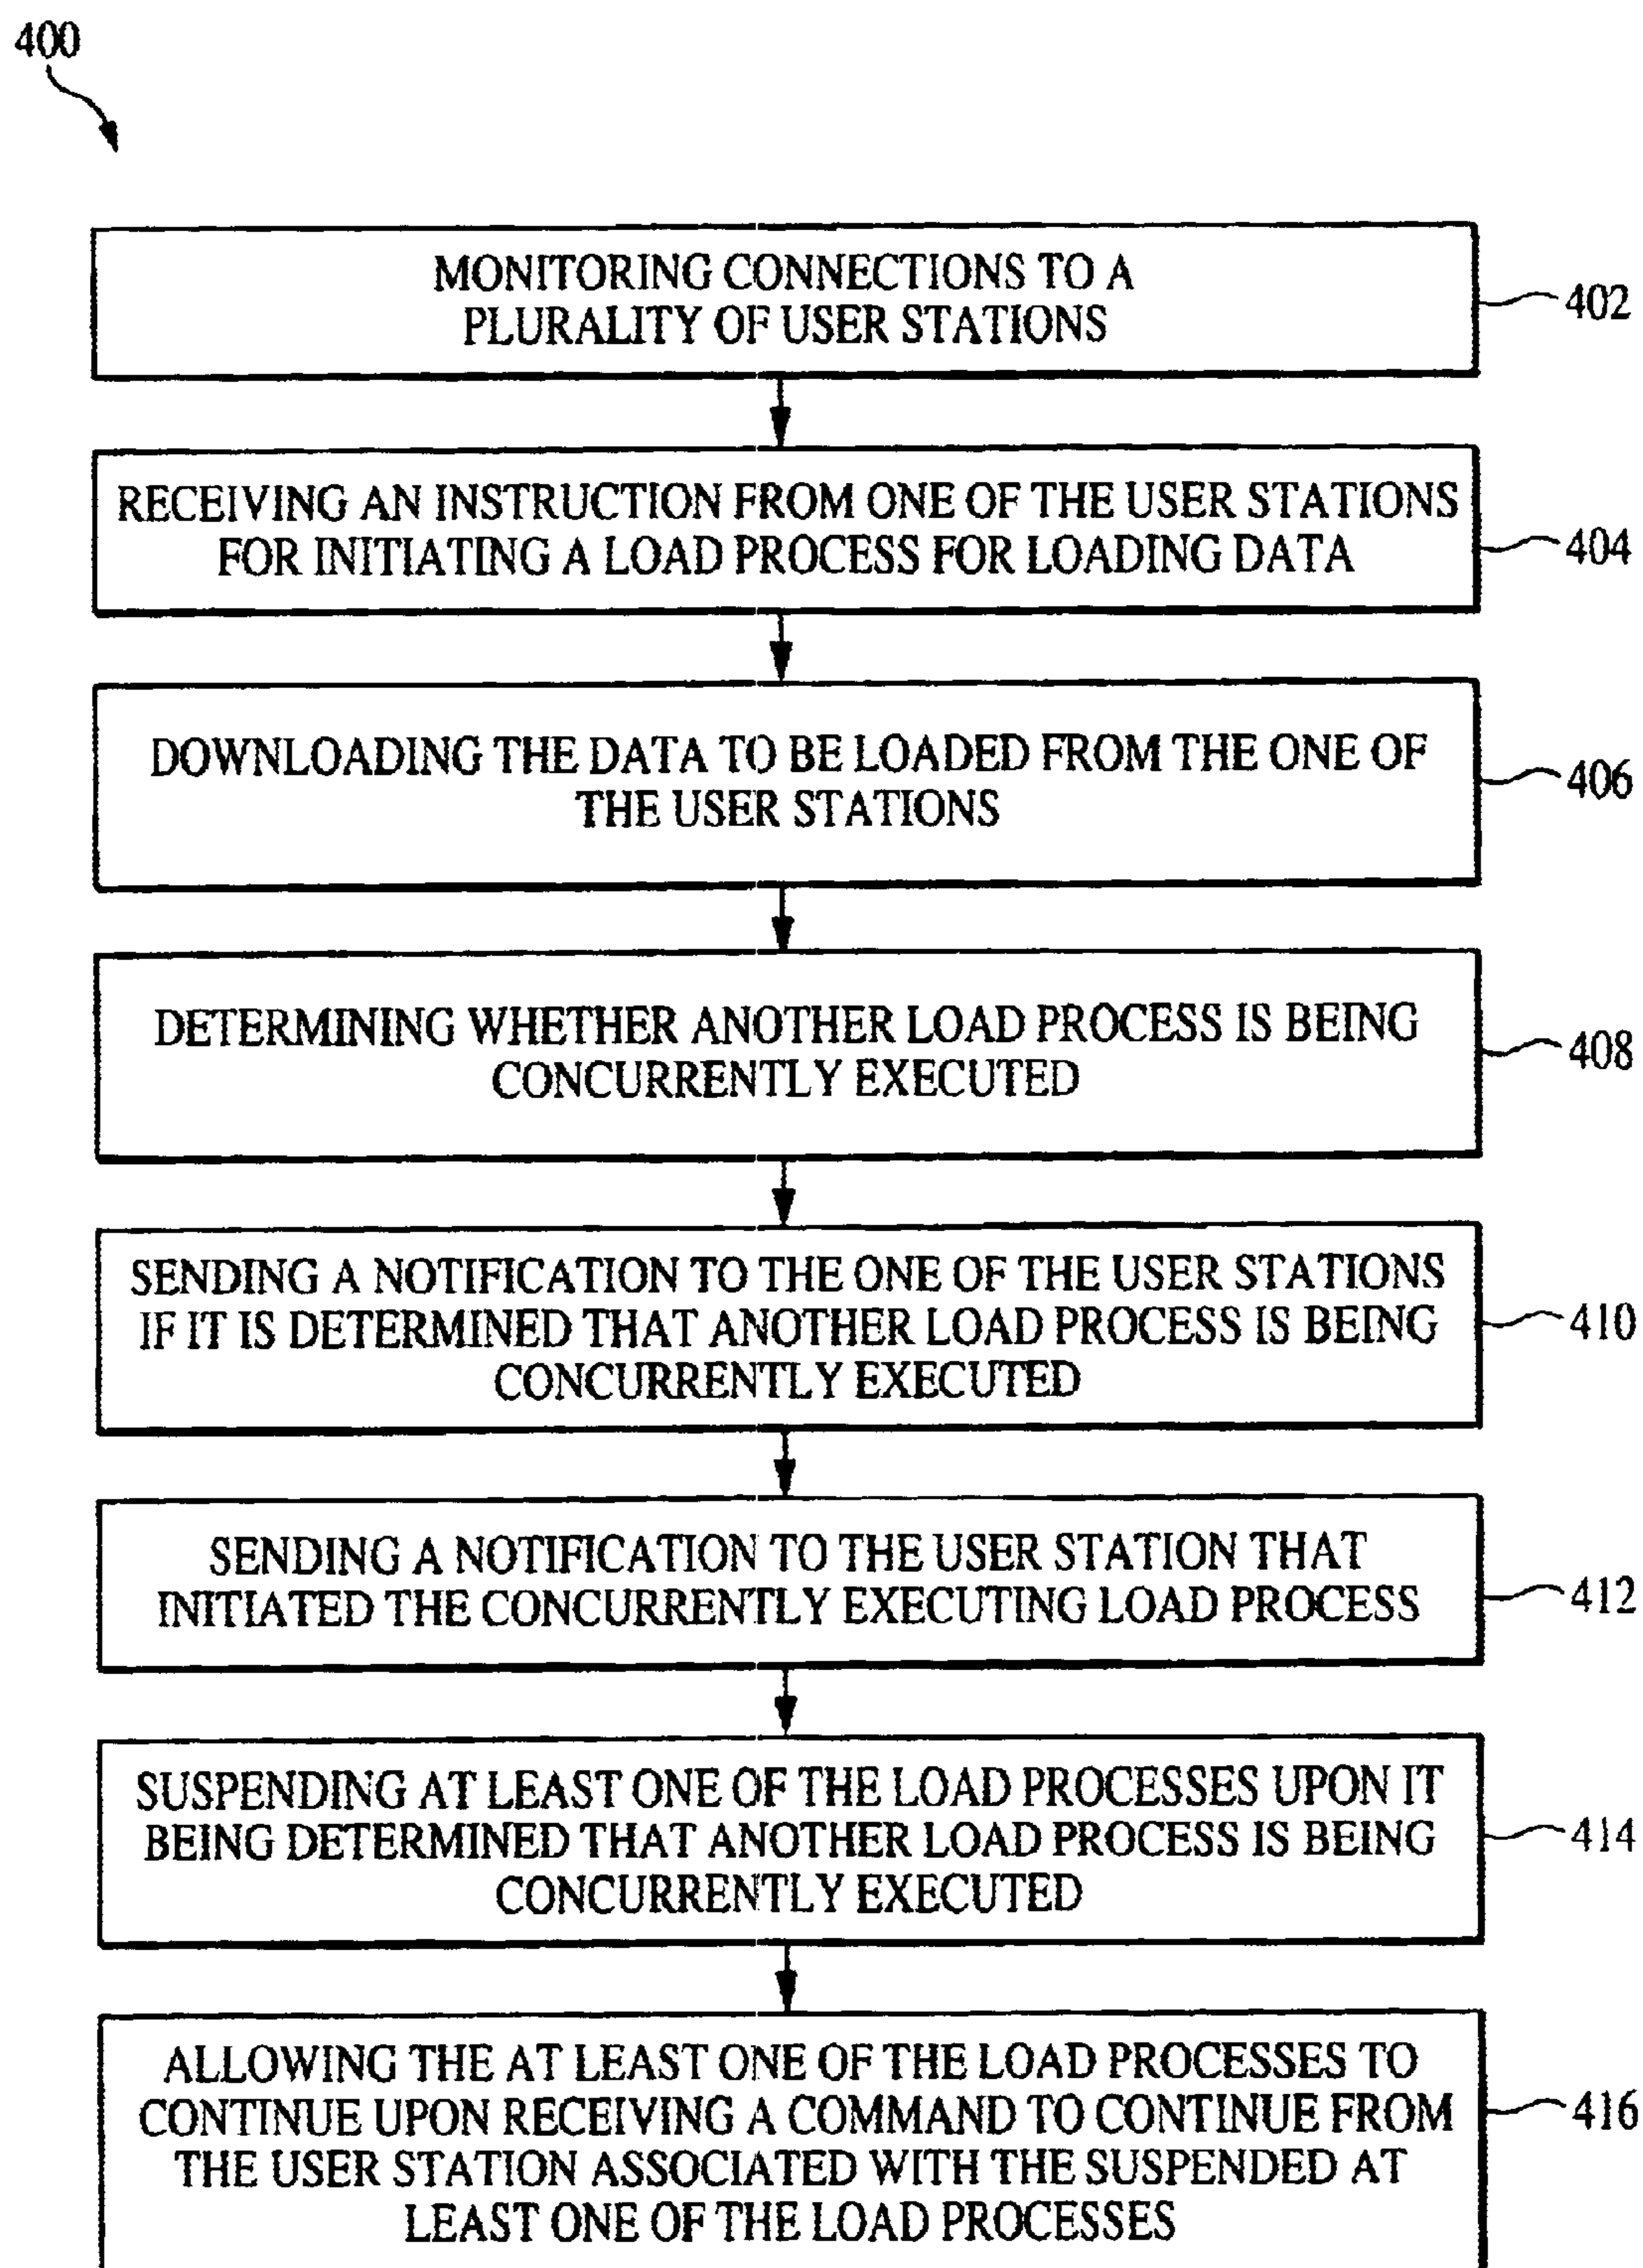 400
MONITORING CONNECTIONS TO A
PLURALITY OF USER STATIONS
402
RECEIVING AN INSTRUCTION FROM ONE OF THE USER STATIONS
FOR INITIATING A LOAD PROCESS FOR LOADING DATA
404
DOWNLOADING THE DATA TO BE LOADED FROM THE ONE OF
THE USER STATIONS
406
DETERMINING WHETHER ANOTHER LOAD PROCESS IS BEING
CONCURRENTLY EXECUTED
408
SENDING A NOTIFICATION TO THE ONE OF THE USER STATIONS
IF IT IS DETERMINED THAT ANOTHER LOAD PROCESS IS BEING
CONCURRENTLY EXECUTED
410
SENDING A NOTIFICATION TO THE USER STATION THAT
INITIATED THE CONCURRENTLY EXECUTING LOAD PROCESS
412
SUSPENDING AT LEAST ONE OF THE LOAD PROCESSES UPON IT
BEING DETERMINED THAT ANOTHER LOAD PROCESS IS BEING
CONCURRENTLY EXECUTED
414
ALLOWING THE AT LEAST ONE OF THE LOAD PROCESSES TO
CONTINUE UPON RECEIVING A COMMAND TO CONTINUE FROM
THE USER STATION ASSOCIATED WITH THE SUSPENDED AT
LEAST ONE OF THE LOAD PROCESSES
416